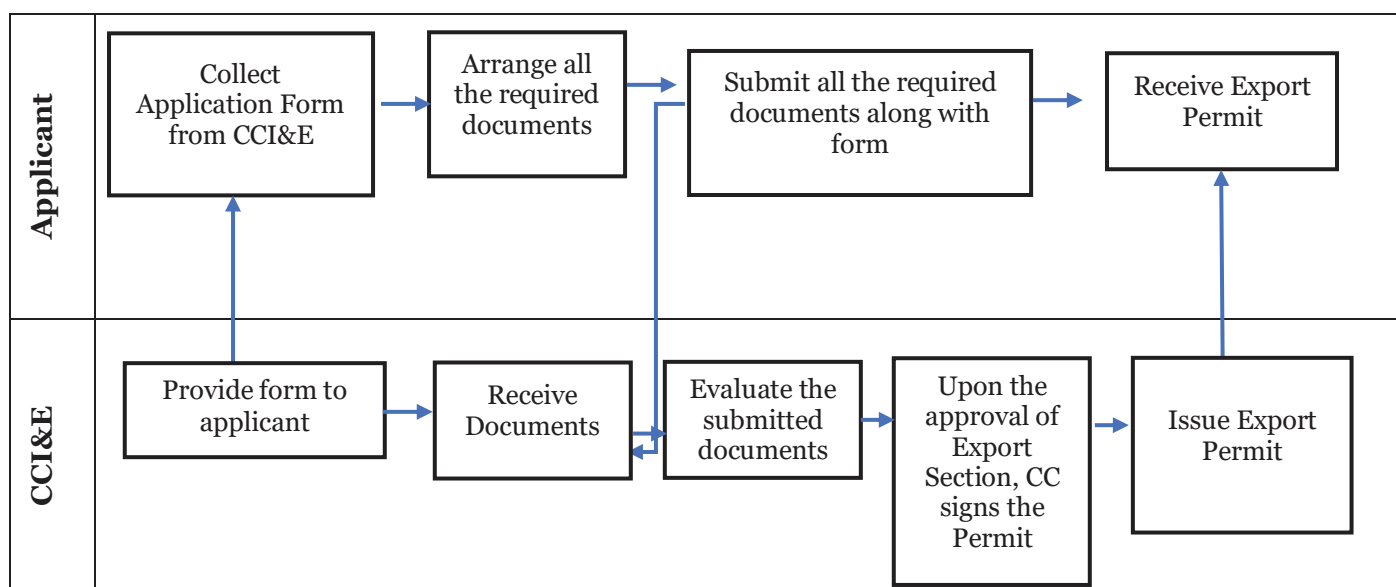 Applicant
Collect
Application Form
from CCI&E
Arrange all
the required
documents
Submit all the required
documents along with
form
Receive Export
Permit
CCI&E
Provide form to
applicant
Receive
Documents
Evaluate the
submitted
documents
Upon the
approval of
Export
Section, CC
signs the
Permit
Issue Export
Permit